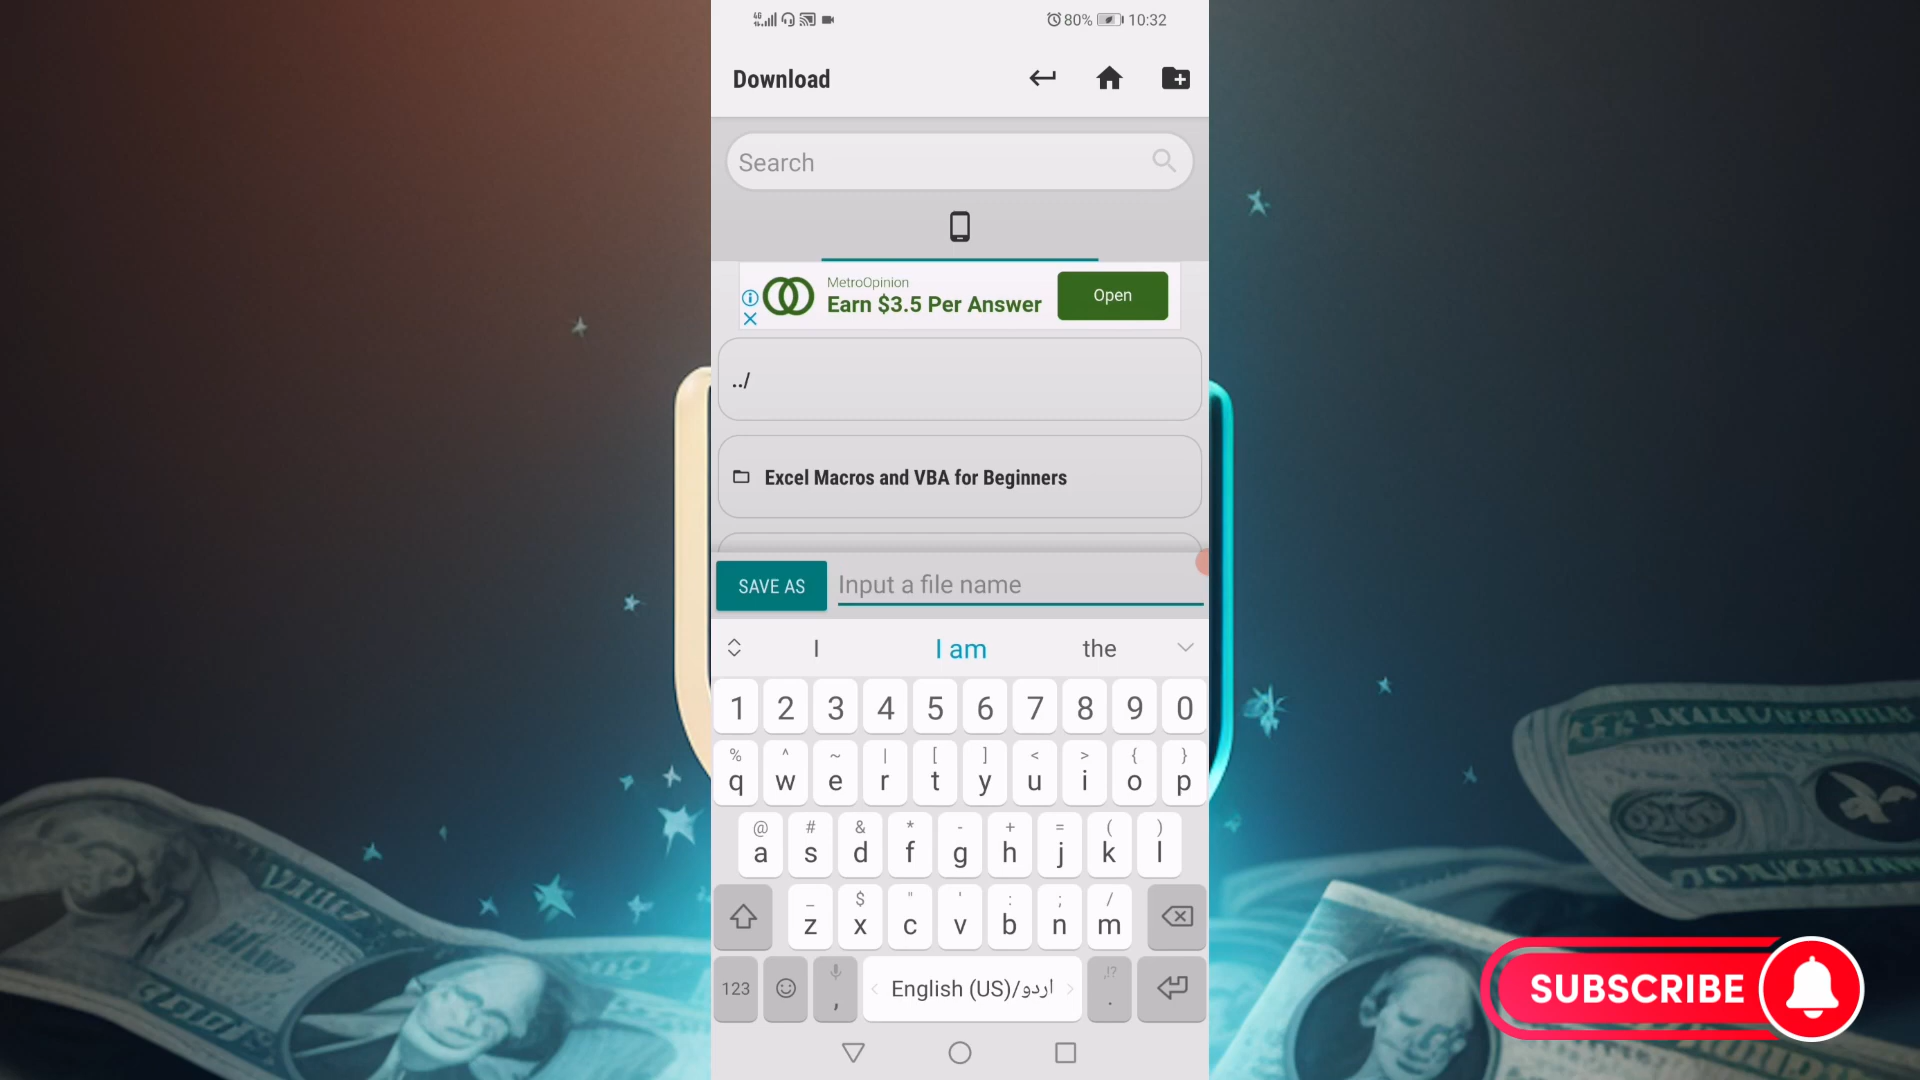 4G
80%
10:32
Download
Search
MetroOpinion
Earn $3.5 Per Answer
Open
../
Excel Macros and VBA for Beginners
SAVE AS
Input a file name
I
I am
the
1 2 3 4 5 6 7 8 9 0
% ^ ~ | [ ] < > { }
q w e r t y u i o p
@ # & * - + = ( )
a s d f g h j k l
_ $ " ' : ; /
z x c v b n m
,!?
123 , < English (US)/اردو > .
SUBSCRIBE